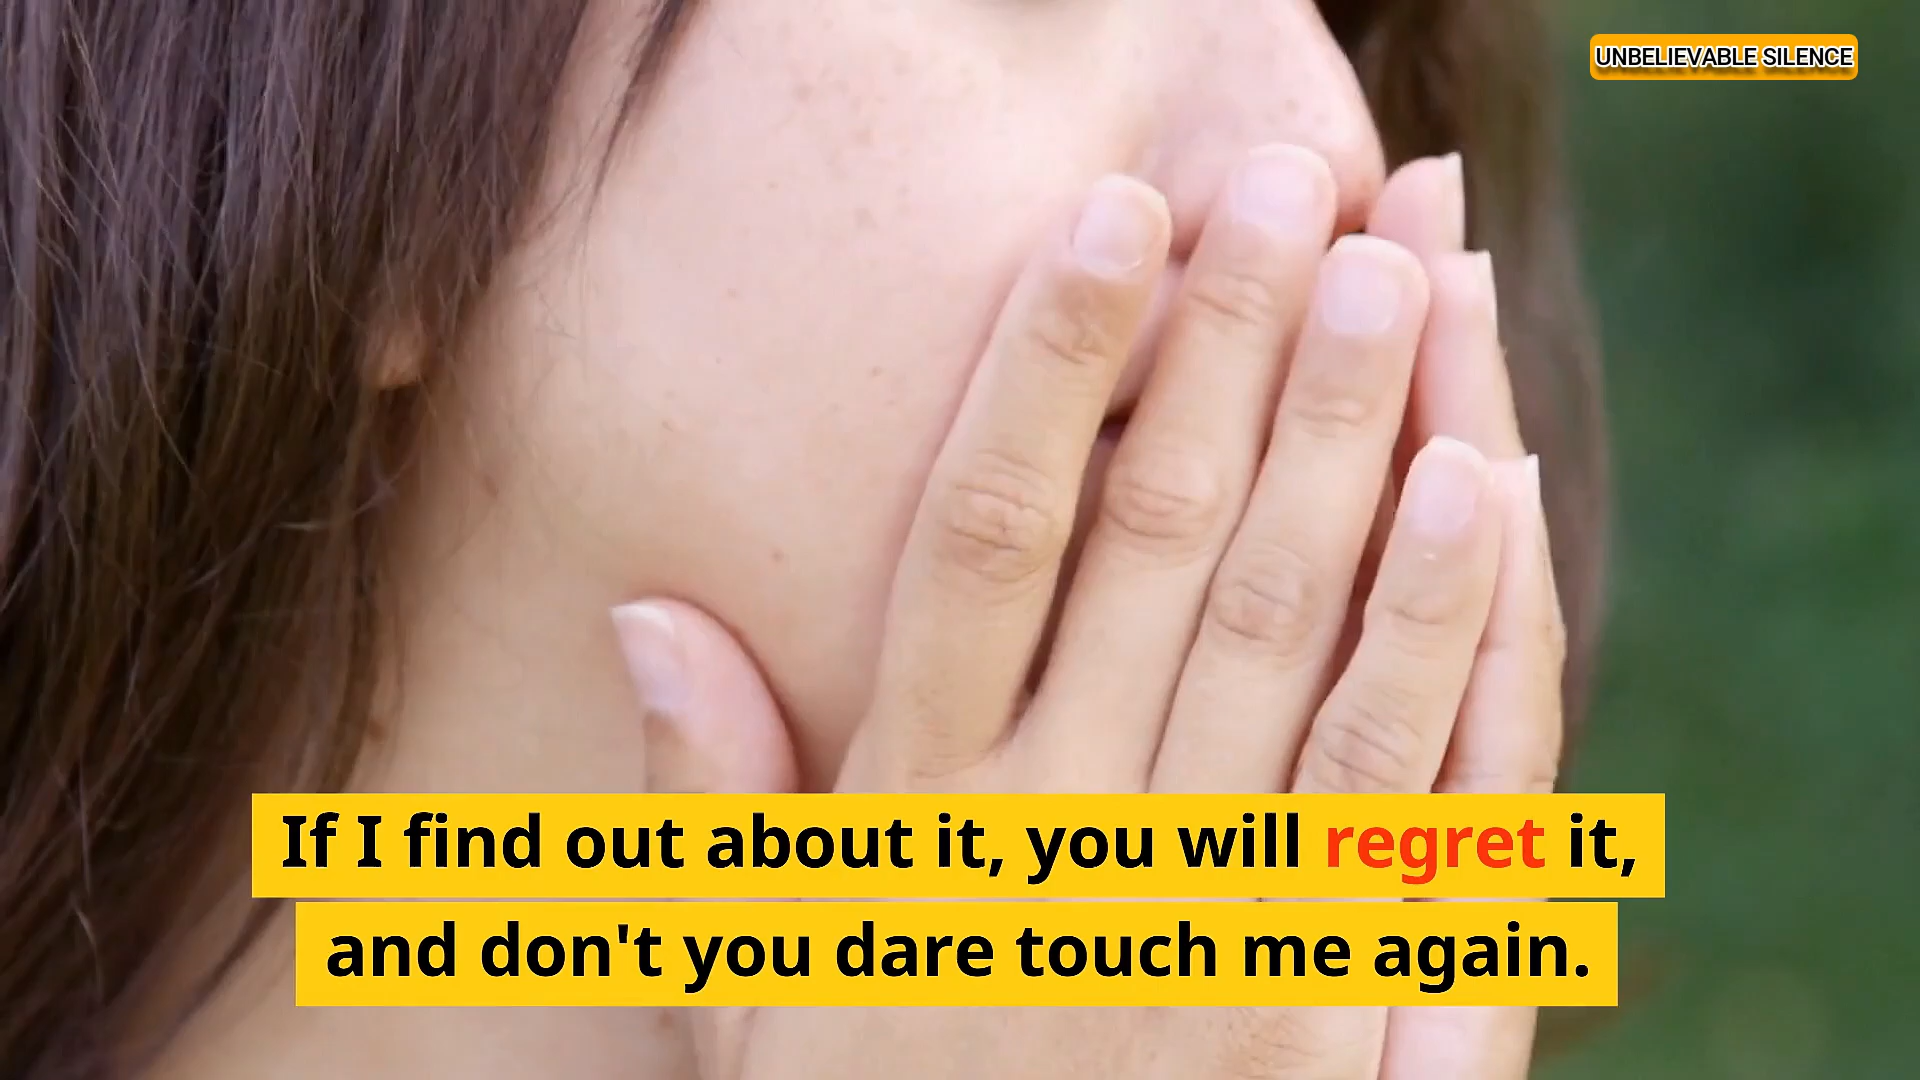 UNBELIEVABLE SILENCE
If I find out about it, you will regret it,
and don't you dare touch me again.